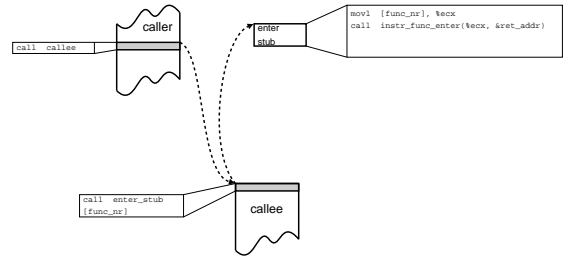 caller
call callee
enter
stub
movl [func_nr], %ecx
call instr_func_enter(%ecx, &ret_addr)
call enter_stub
[func_nr]
callee